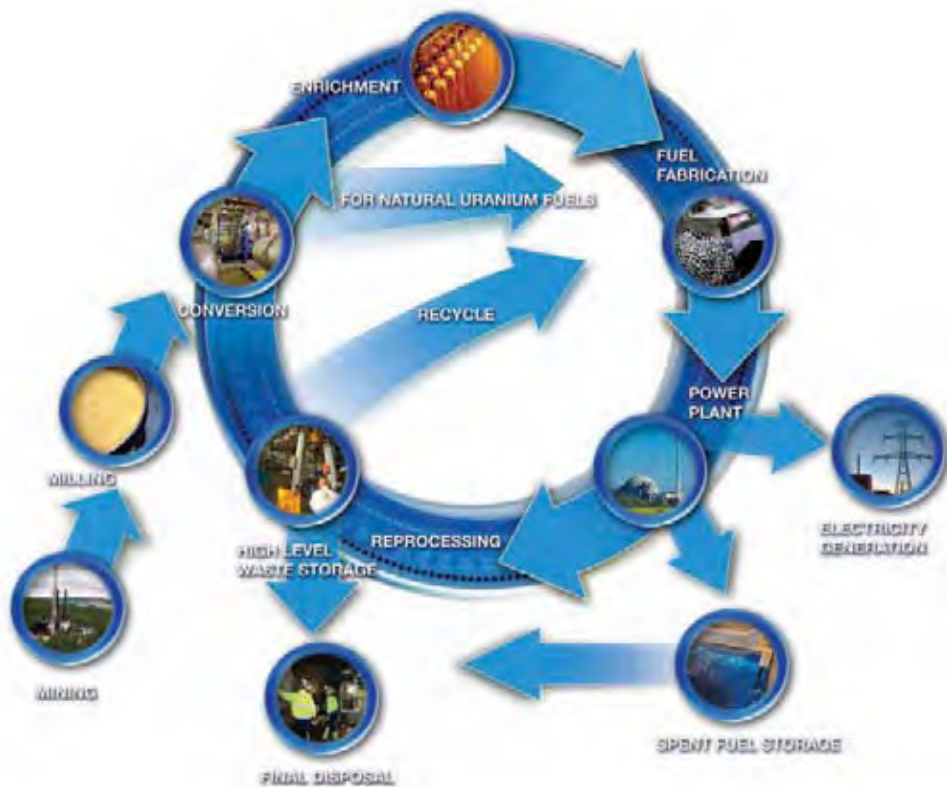 ENRICHMENT
FUEL
FABRICATION
FOR NATURAL URANIUM FUELS
CONVERSION
RECYCLE
POWER
PLANT
MILLING
ELECTRICITY
GENERATION
REPROCESSING
HIGH LEVEL
WASTE STORAGE
MINING
SPENT FUEL STORAGE
FINAL DISPOSAL